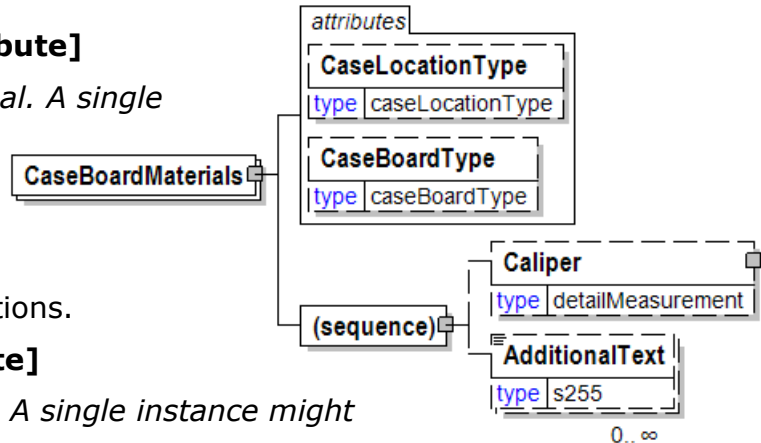 bute]
al. A single
tions.
te]
A single instance might
CaseBoardMaterials
attributes
CaseLocationType
type caseLocationType
CaseBoardType
type caseBoardType
(sequence)
Caliper
type detailMeasurement
AdditionalText
type s255
0..∞